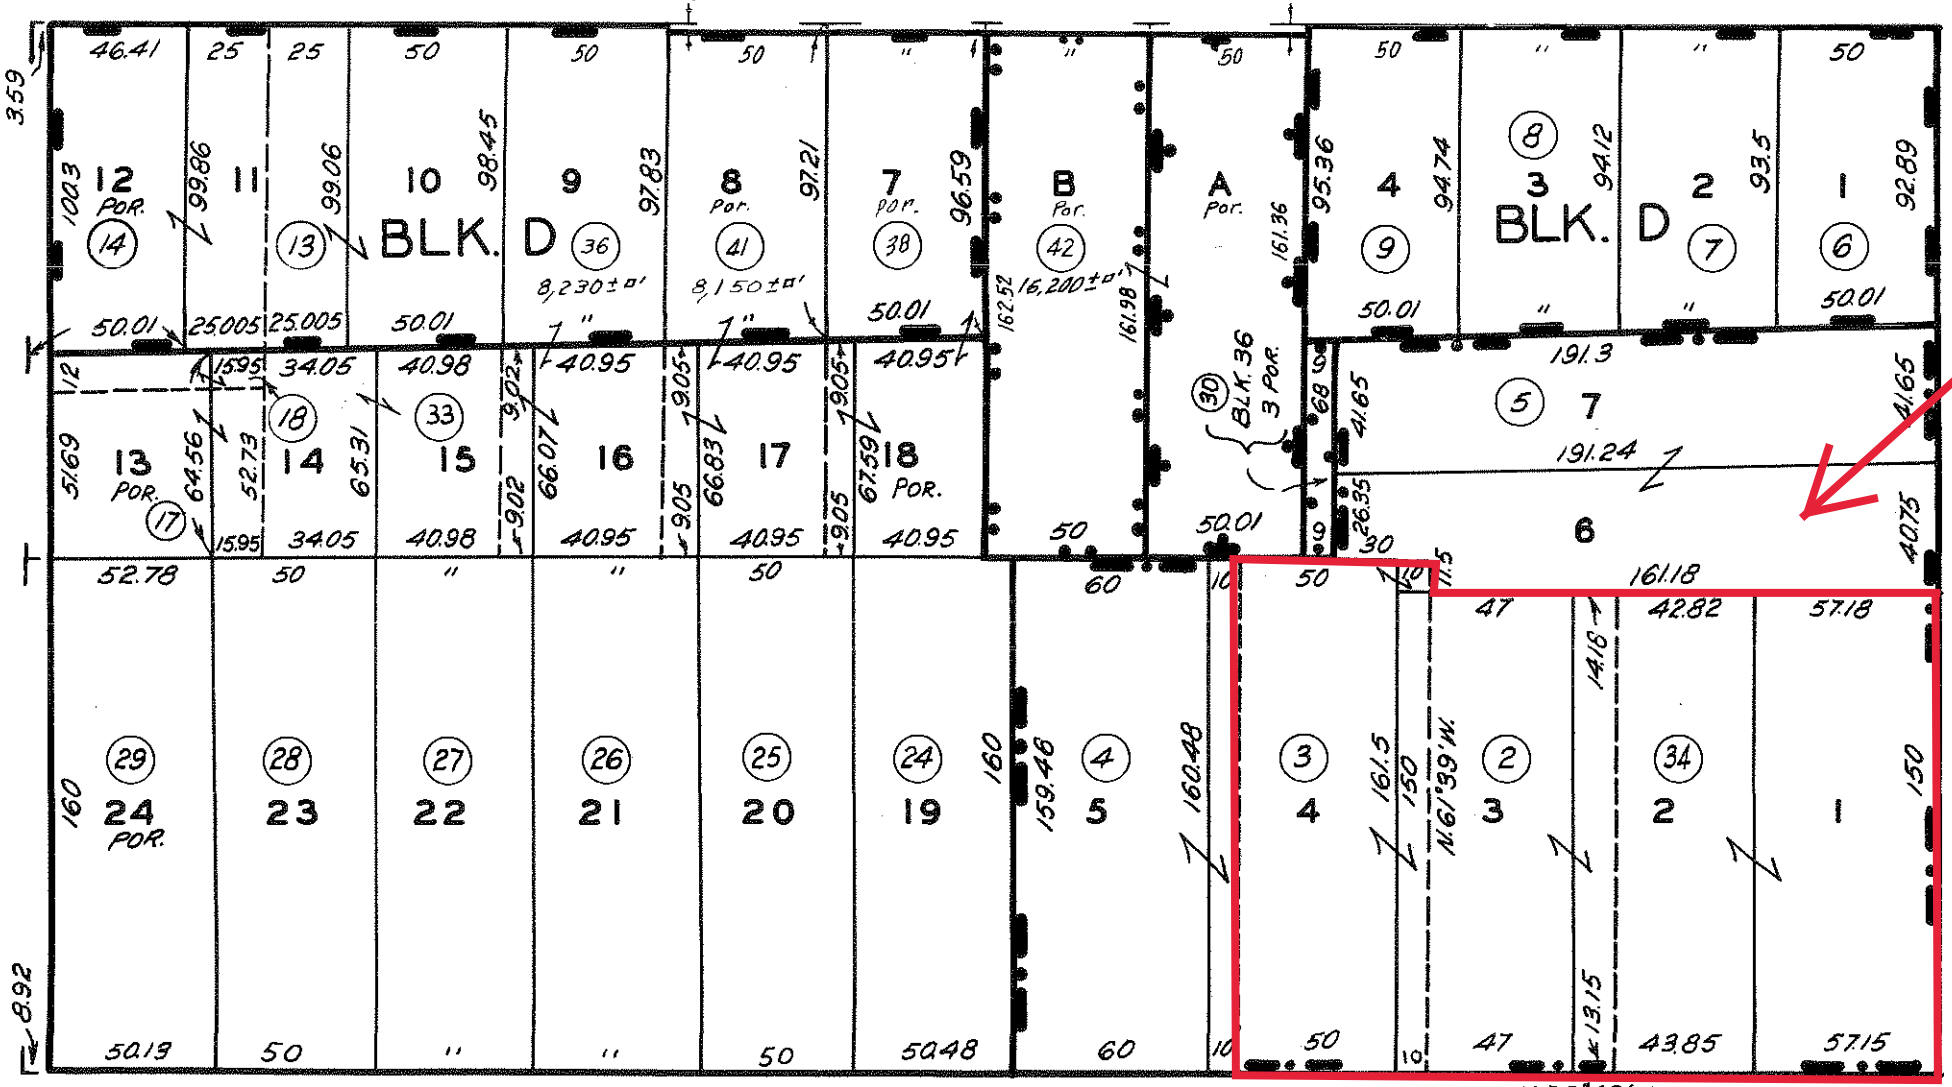 46.41 25 25 50 50 50 " " 50 50 " " 50
3.59
100.3 99.86 99.06 98.45 97.83 97.21 96.59 95.36 94.74 94.12 93.5 92.89
12 11 10 9 8 7 B A 4 3 2 1
POR. Por. Por. Por. Por.
8
BLK. D BLK. D
14 13 36 41 38 42 9 7 6
161.36
8,230±□' 8,150±□' 16,200±□'
162.52 161.98
50.01 25.005 25.005 50.01 " " 50.01 50.01 " " 50.01
12 15.95 34.05 40.98 9.02 40.95 9.05 40.95 9.05 40.95
191.3
9 68 41.65 5 7 41.65
30 BLK. 36
3 POR.
18 33
51.69 64.56 52.73 65.31 66.07 66.83 67.59
13 14 15 16 17 18
POR. POR.
17
191.24
26.35 6 40.75
15.95 34.05 40.98 9.02 40.95 9.05 40.95 9.05 40.95 50 50.01 9 30
52.78 50 " " 50 60 10 50 10 11.5 161.18
47 14.18 42.82 57.18
29 28 27 26 25 24 4 3 2 34
160 160 159.46 160.48 161.5 150 N.61°39'W. 150
24 23 22 21 20 19 5 4 3 2 1
POR.
8.92
50.13 50 " " 50 50.48 60 10 50 10 47 13.15 43.85 57.15